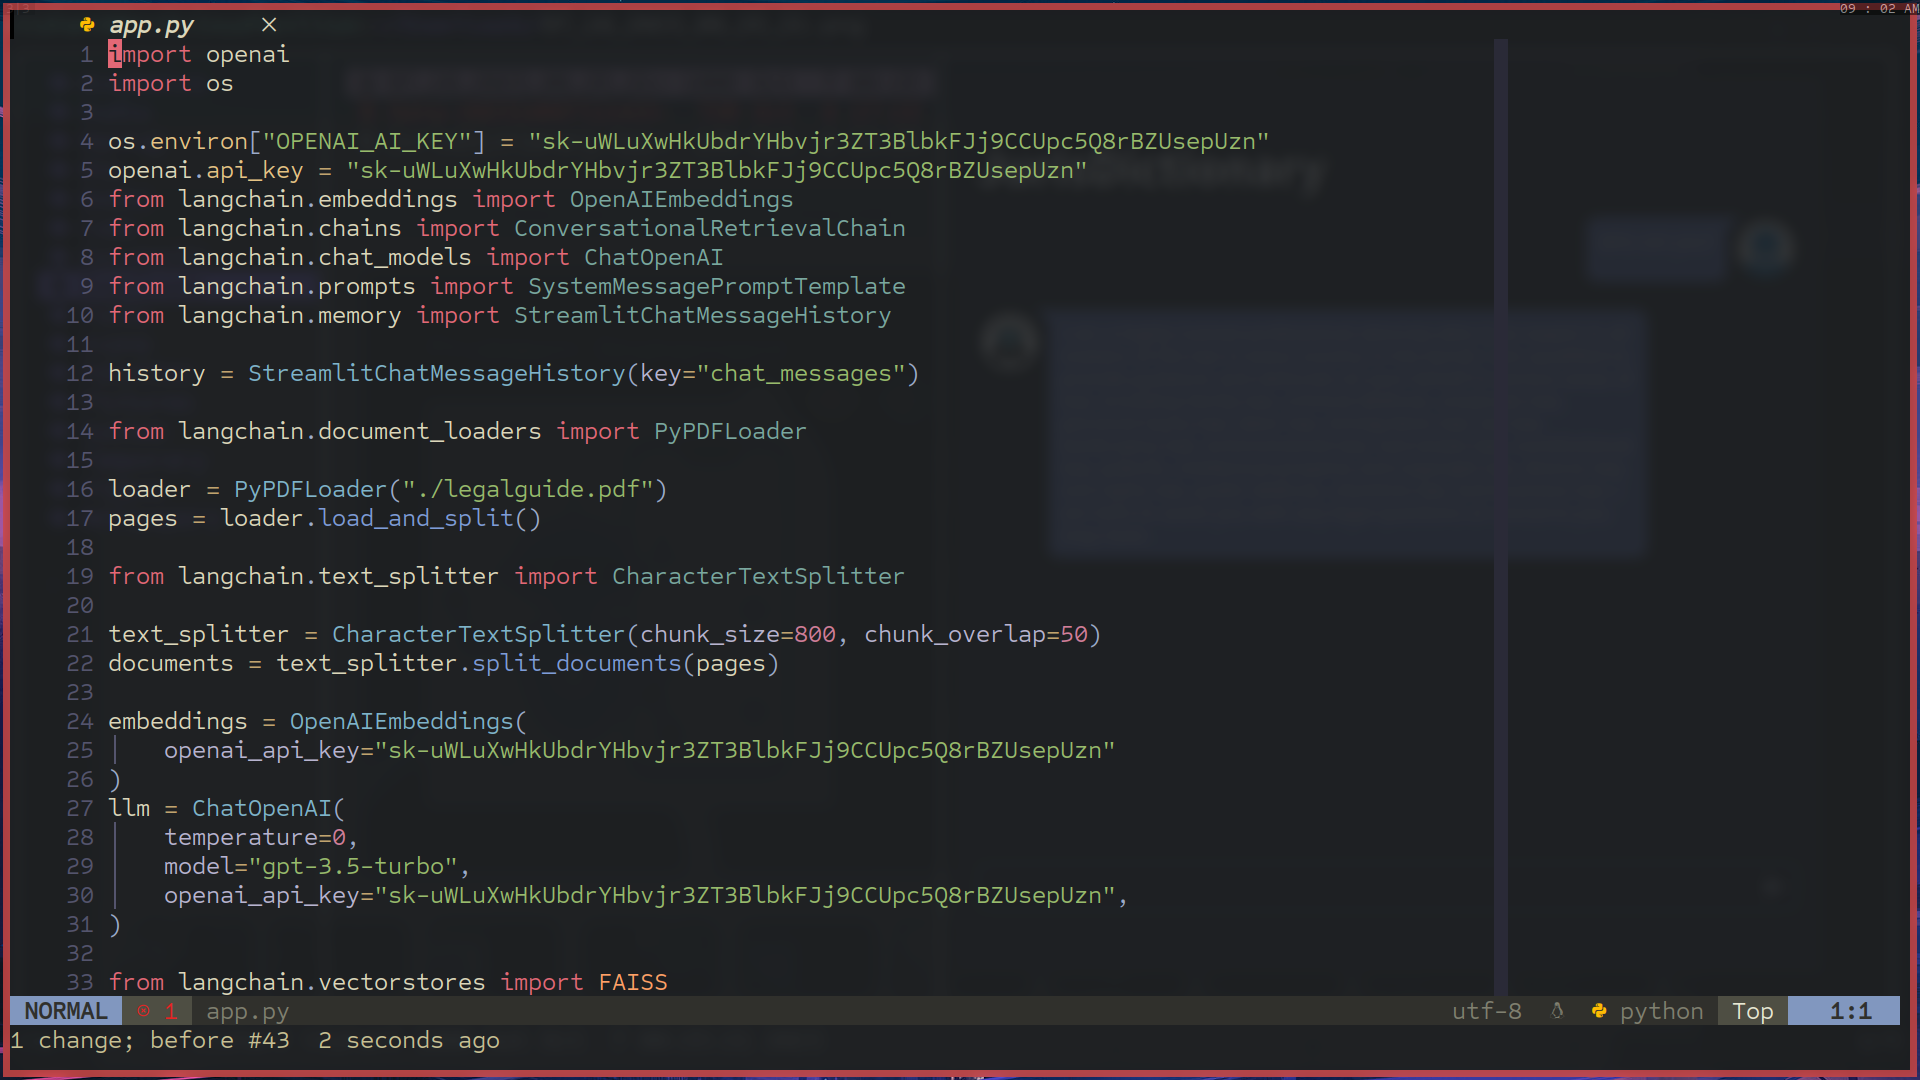 09 : 02 AM
app.py ×
1 import openai
2 import os
3
4 os.environ["OPENAI_AI_KEY"] = "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"
5 openai.api_key = "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"
6 from langchain.embeddings import OpenAIEmbeddings
7 from langchain.chains import ConversationalRetrievalChain
8 from langchain.chat_models import ChatOpenAI
9 from langchain.prompts import SystemMessagePromptTemplate
10 from langchain.memory import StreamlitChatMessageHistory
11
12 history = StreamlitChatMessageHistory(key="chat_messages")
13
14 from langchain.document_loaders import PyPDFLoader
15
16 loader = PyPDFLoader("./legalguide.pdf")
17 pages = loader.load_and_split()
18
19 from langchain.text_splitter import CharacterTextSplitter
20
21 text_splitter = CharacterTextSplitter(chunk_size=800, chunk_overlap=50)
22 documents = text_splitter.split_documents(pages)
23
24 embeddings = OpenAIEmbeddings(
25     openai_api_key="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"
26 )
27 llm = ChatOpenAI(
28     temperature=0,
29     model="gpt-3.5-turbo",
30     openai_api_key="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",
31 )
32
33 from langchain.vectorstores import FAISS
NORMAL 1 app.py utf-8 python Top 1:1
1 change; before #43  2 seconds ago